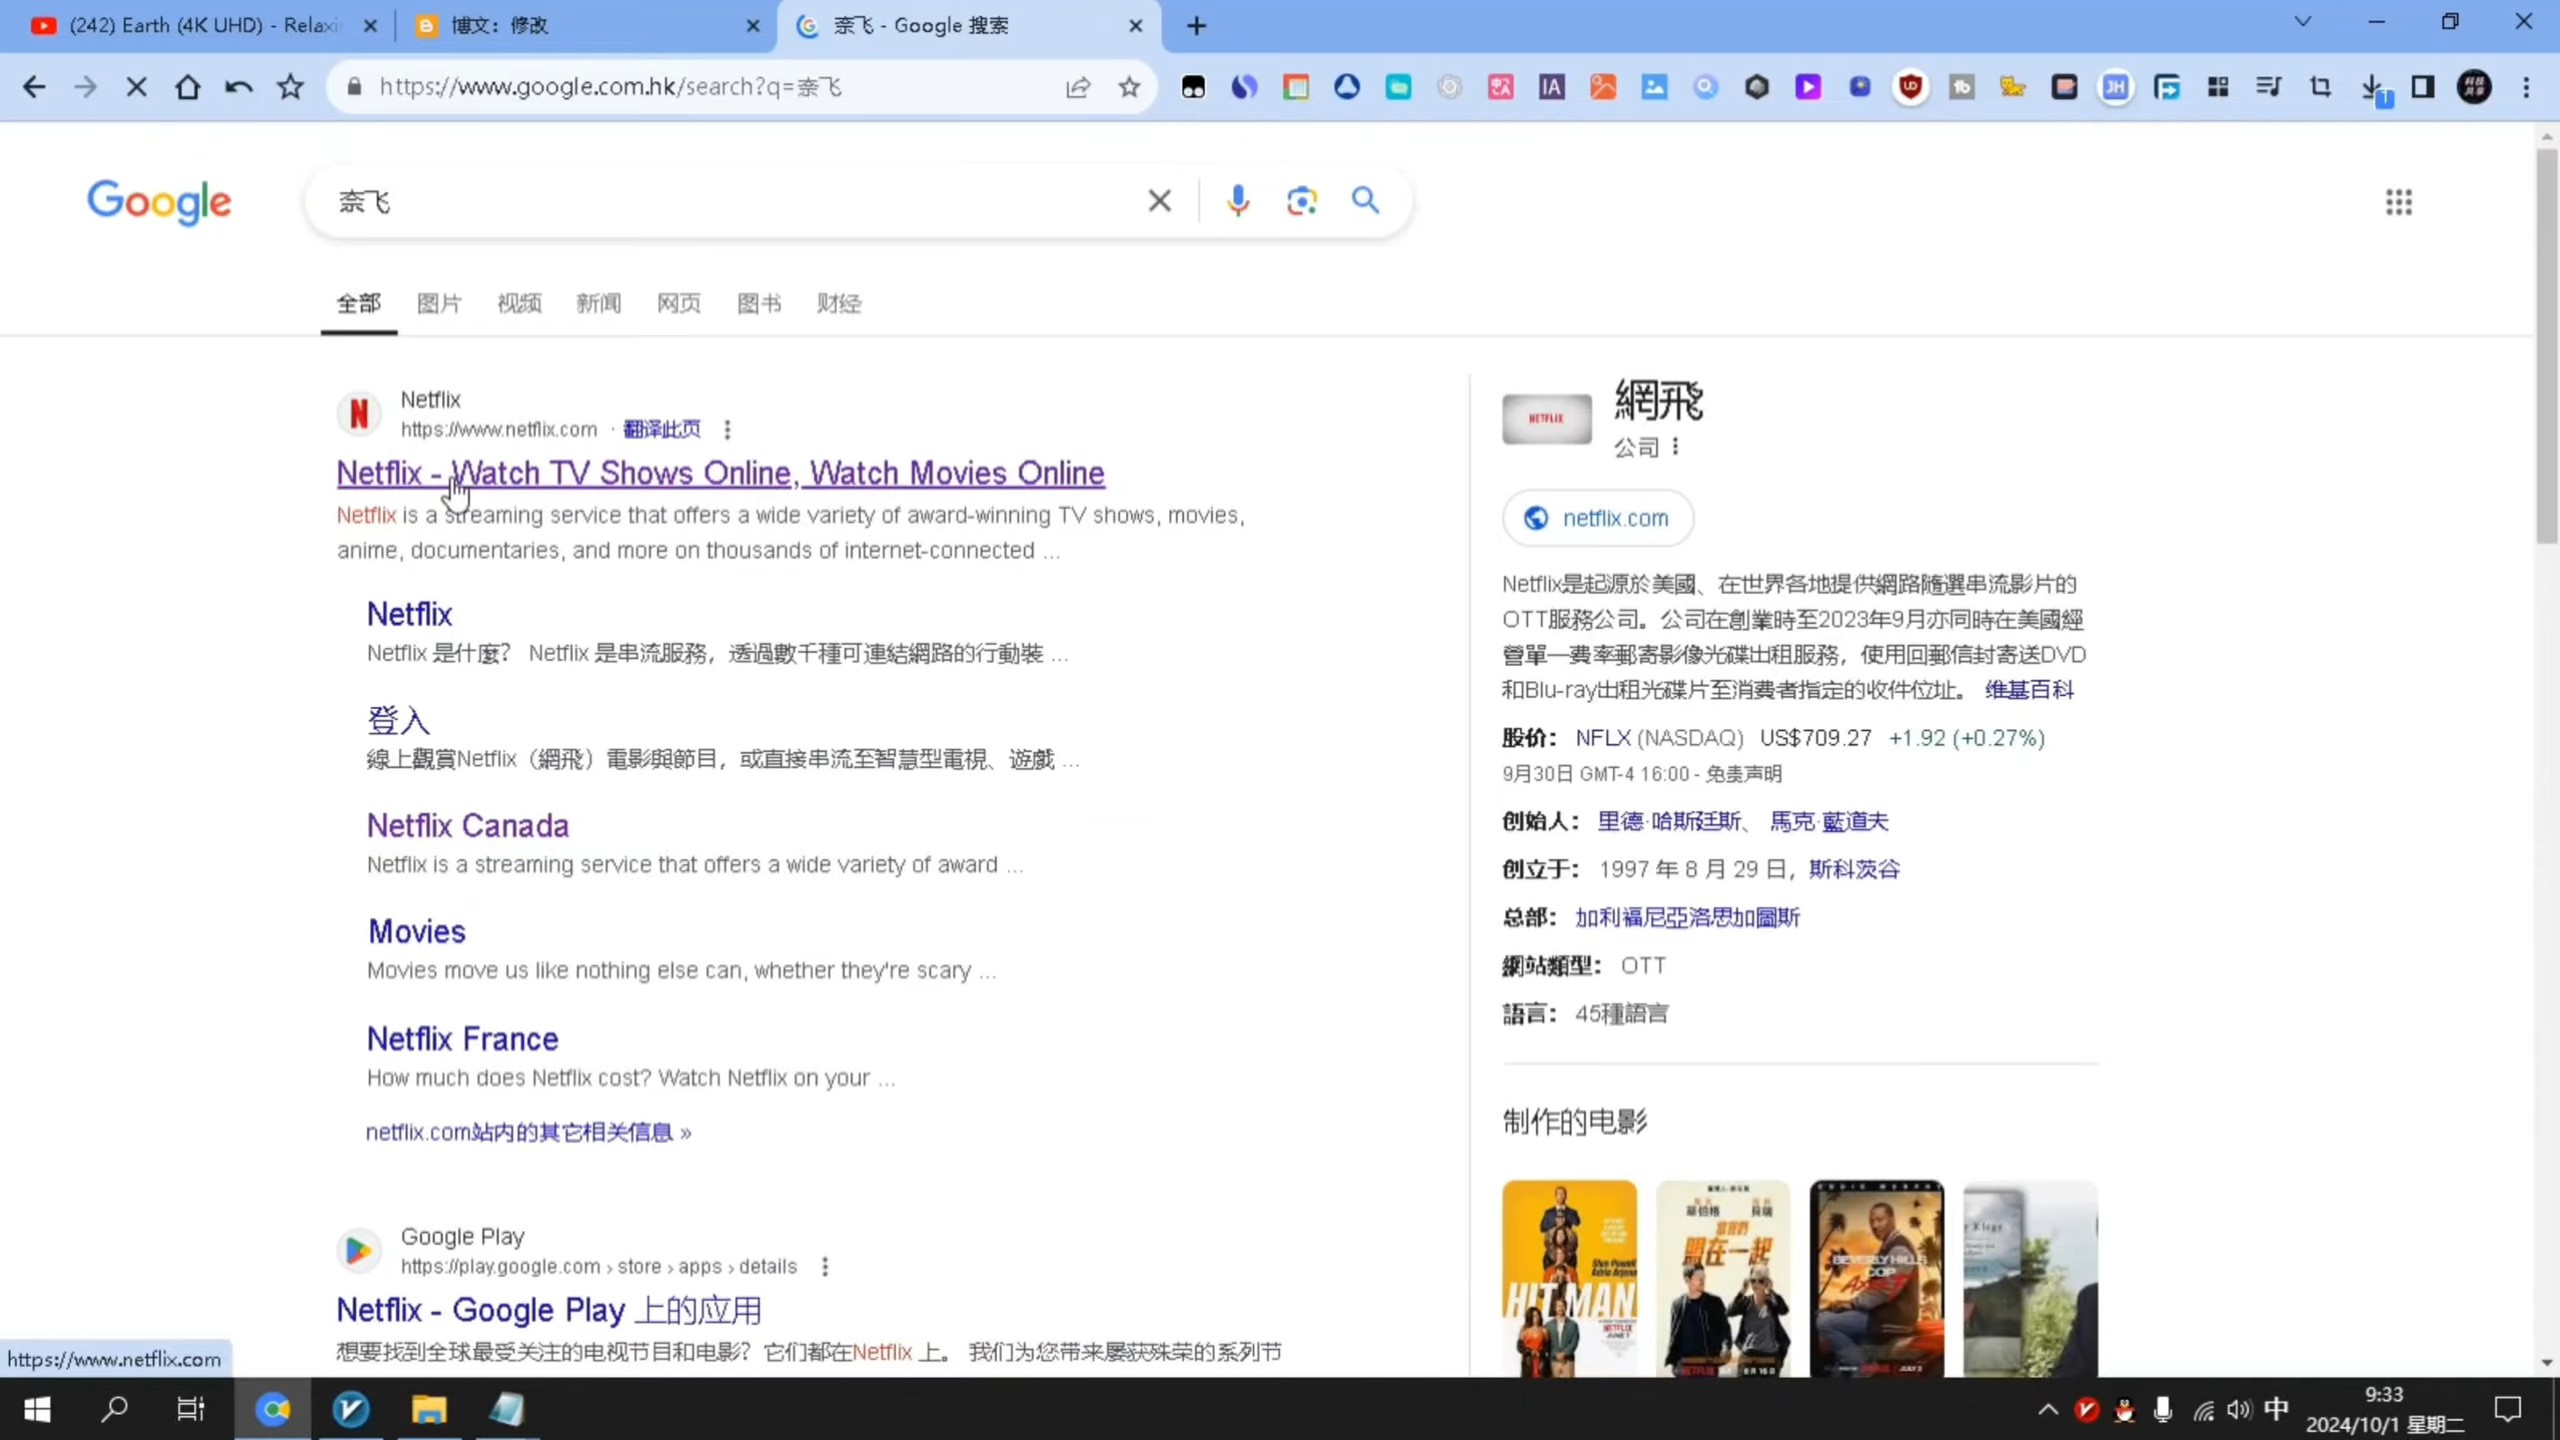 (242) Earth (4K UHD) - Relaxi
博文：修改
奈飞 - Google 搜索
https://www.google.com.hk/search?q=奈飞
IA
JH
1
Google
奈飞
全部 图片 视频 新闻 网页 图书 财经
Netflix
https://www.netflix.com · 翻译此页
Netflix - Watch TV Shows Online, Watch Movies Online
Netflix is a streaming service that offers a wide variety of award-winning TV shows, movies,
anime, documentaries, and more on thousands of internet-connected ...
Netflix
Netflix 是什麼？ Netflix 是串流服務，透過數千種可連結網路的行動裝 ...
登入
線上觀賞Netflix（網飛）電影與節目，或直接串流至智慧型電視、遊戲 ...
Netflix Canada
Netflix is a streaming service that offers a wide variety of award ...
Movies
Movies move us like nothing else can, whether they're scary ...
Netflix France
How much does Netflix cost? Watch Netflix on your ...
netflix.com站内的其它相关信息 »
Google Play
https://play.google.com › store › apps › details
Netflix - Google Play 上的应用
想要找到全球最受关注的电视节目和电影？它们都在Netflix 上。 我们为您带来屡获殊荣的系列节
NETFLIX
網飛
公司
netflix.com
Netflix是起源於美國、在世界各地提供網路隨選串流影片的
OTT服務公司。公司在創業時至2023年9月亦同時在美國經
營單一費率郵寄影像光碟出租服務，使用回郵信封寄送DVD
和Blu-ray出租光碟片至消費者指定的收件位址。 维基百科
股价： NFLX (NASDAQ) US$709.27 +1.92 (+0.27%)
9月30日 GMT-4 16:00 - 免责声明
创始人： 里德·哈斯廷斯、 馬克·藍道夫
创立于： 1997 年 8 月 29 日，斯科茨谷
总部： 加利福尼亞洛思加圖斯
網站類型： OTT
語言： 45種語言
制作的电影
HIT MAN
NETFLIX
BEVERLY HILLS
COP
https://www.netflix.com
中
9:33
2024/10/1 星期二